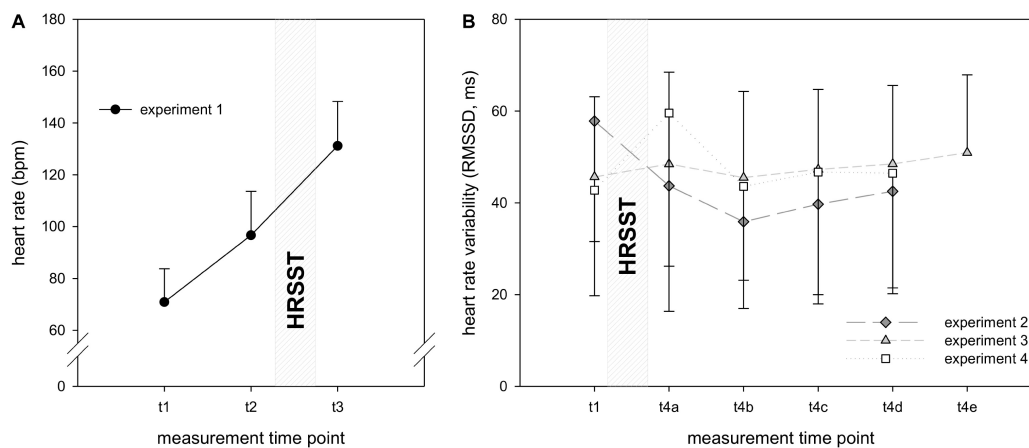 A
180
160
140
120
100
80
60
0
heart rate (bpm)
experiment 1
HRSST
t1 t2 t3
measurement time point
B
80
60
40
20
0
heart rate variability (RMSSD, ms)
HRSST
experiment 2
experiment 3
experiment 4
t1 t4a t4b t4c t4d t4e
measurement time point